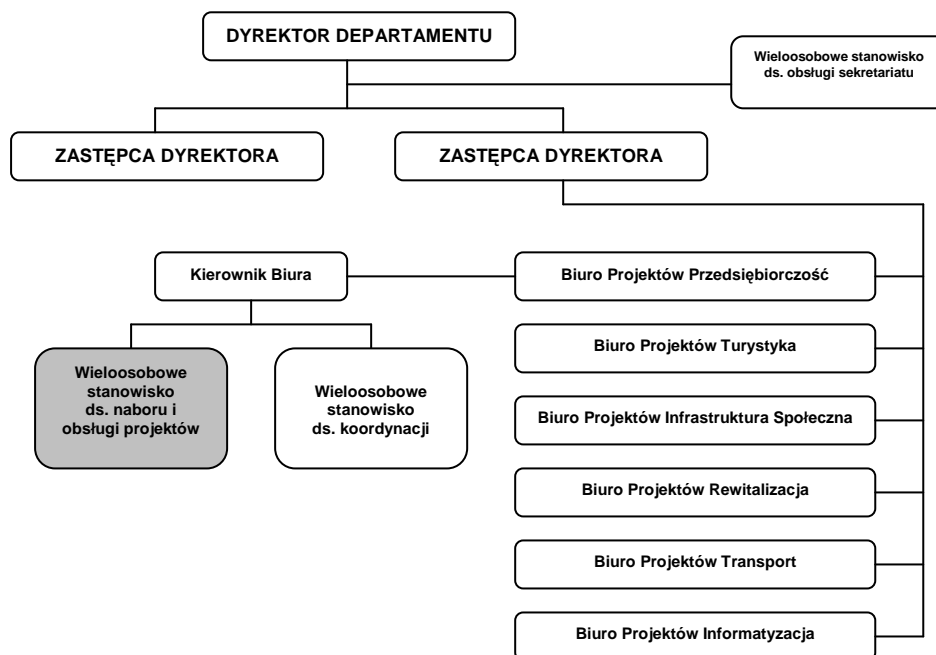 DYREKTOR DEPARTAMENTU
Wieloosobowe stanowisko
ds. obsługi sekretariatu
ZASTĘPCA DYREKTORA
ZASTĘPCA DYREKTORA
Kierownik Biura
Biuro Projektów Przedsiębiorczość
Wieloosobowe
stanowisko
ds. naboru i
obsługi projektów
Wieloosobowe
stanowisko
ds. koordynacji
Biuro Projektów Turystyka
Biuro Projektów Infrastruktura Społeczna
Biuro Projektów Rewitalizacja
Biuro Projektów Transport
Biuro Projektów Informatyzacja